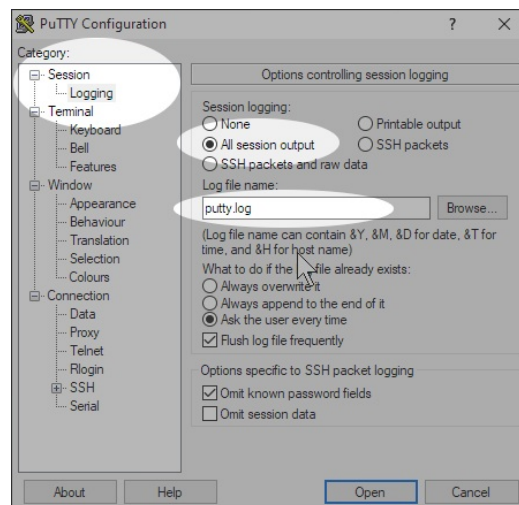 PuTTY Configuration
? X
Category:
Session
Logging
Terminal
Keyboard
Bell
Features
Window
Appearance
Behaviour
Translation
Selection
Colours
Connection
Data
Proxy
Telnet
Rlogin
SSH
Serial
Options controlling session logging
Session logging:
None Printable output
All session output SSH packets
SSH packets and raw data
Log file name:
putty.log Browse...
(Log file name can contain &Y, &M, &D for date, &T for
time, and &H for host name)
What to do if the file already exists:
Always overwrite it
Always append to the end of it
Ask the user every time
Flush log file frequently
Options specific to SSH packet logging
Omit known password fields
Omit session data
About Help Open Cancel